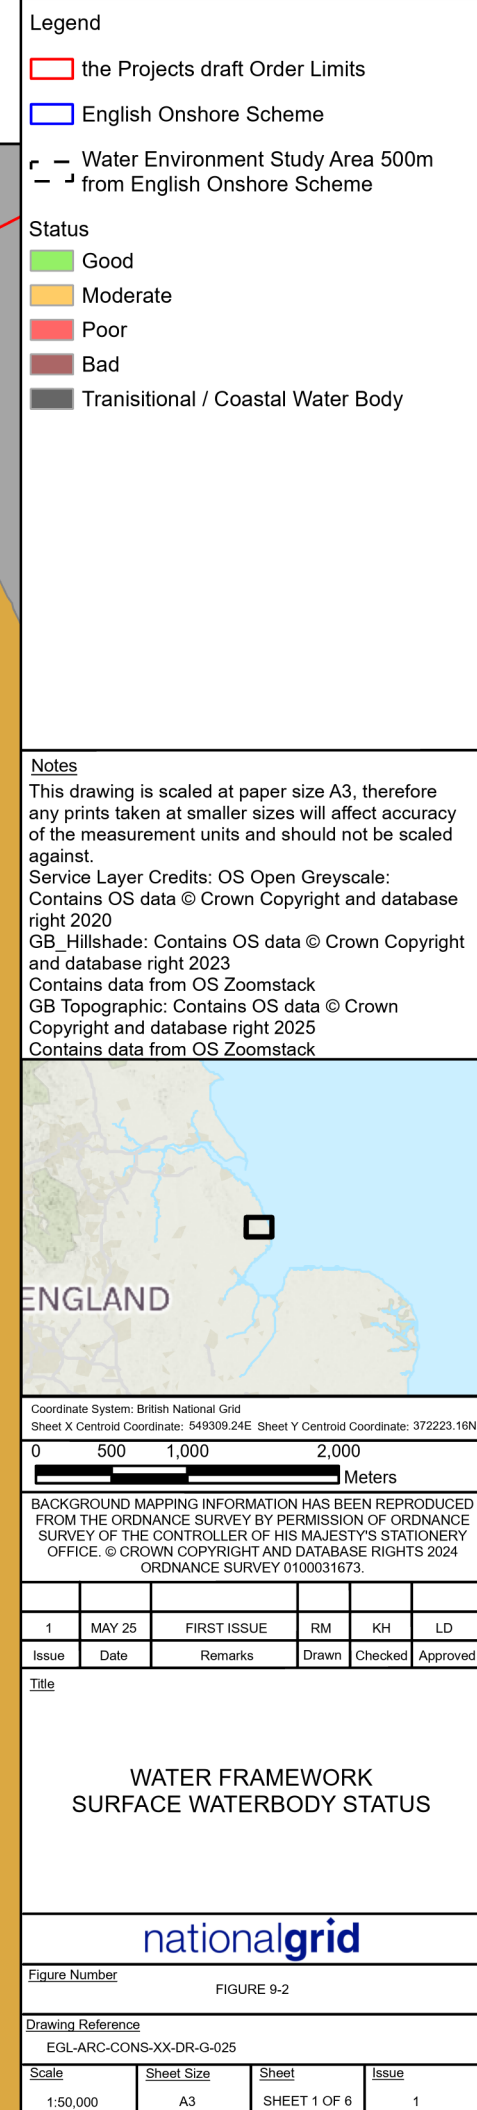 Legend
the Projects draft Order Limits
English Onshore Scheme
Water Environment Study Area 500m
from English Onshore Scheme
Status
Good
Moderate
Poor
Bad
Tranisitional / Coastal Water Body
Notes
This drawing is scaled at paper size A3, therefore
any prints taken at smaller sizes will affect accuracy
of the measurement units and should not be scaled
against.
Service Layer Credits: OS Open Greyscale:
Contains OS data © Crown Copyright and database
right 2020
GB_Hillshade: Contains OS data © Crown Copyright
and database right 2023
Contains data from OS Zoomstack
GB Topographic: Contains OS data © Crown
Copyright and database right 2025
Contains data from OS Zoomstack
ENGLAND
Coordinate System: British National Grid
Sheet X Centroid Coordinate: 549309.24E Sheet Y Centroid Coordinate: 372223.16N
0 500 1,000 2,000
Meters
BACKGROUND MAPPING INFORMATION HAS BEEN REPRODUCED
FROM THE ORDNANCE SURVEY BY PERMISSION OF ORDNANCE
SURVEY OF THE CONTROLLER OF HIS MAJESTY'S STATIONERY
OFFICE. © CROWN COPYRIGHT AND DATABASE RIGHTS 2024
ORDNANCE SURVEY 0100031673.
1 MAY 25 FIRST ISSUE RM KH LD
Issue Date Remarks Drawn Checked Approved
Title
WATER FRAMEWORK
SURFACE WATERBODY STATUS
nationalgrid
Figure Number
FIGURE 9-2
Drawing Reference
EGL-ARC-CONS-XX-DR-G-025
Scale Sheet Size Sheet Issue
1:50,000 A3 SHEET 1 OF 6 1